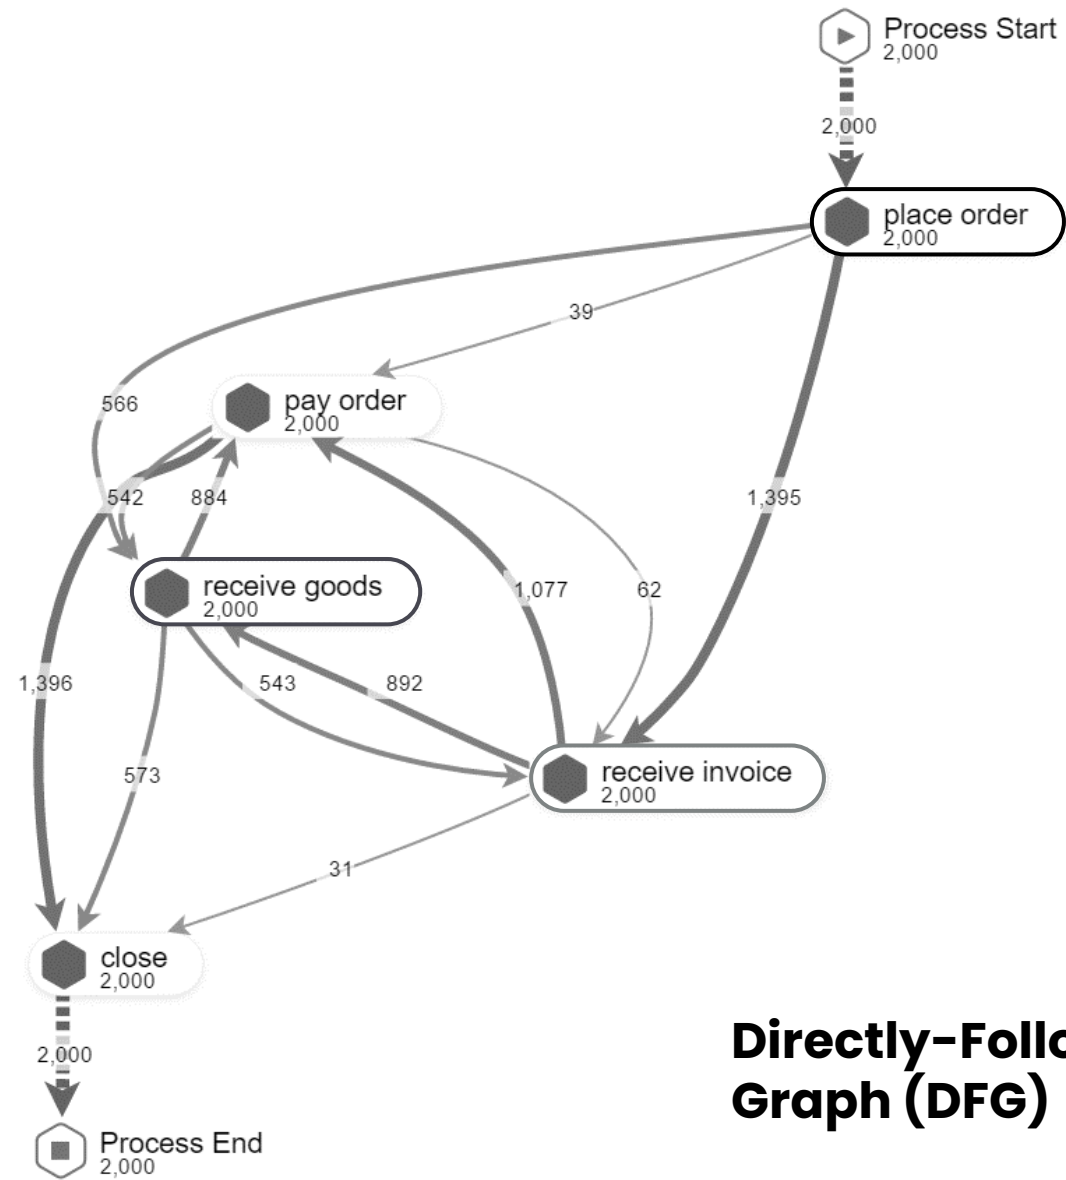 Process Start
2,000
2,000
place order
2,000
39
566
pay order
2,000
542
884
1,395
receive goods
2,000
1,077
62
1,396
543
892
573
receive invoice
2,000
31
close
2,000
2,000
Directly-Follo
Graph (DFG)
Process End
2,000